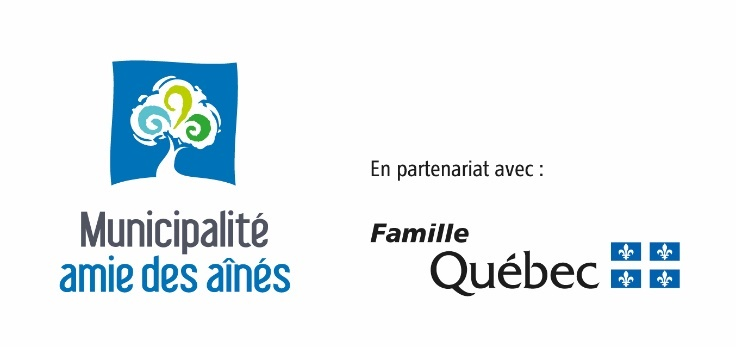 Municipalité
amie des aînés
En partenariat avec :
Famille
Québec